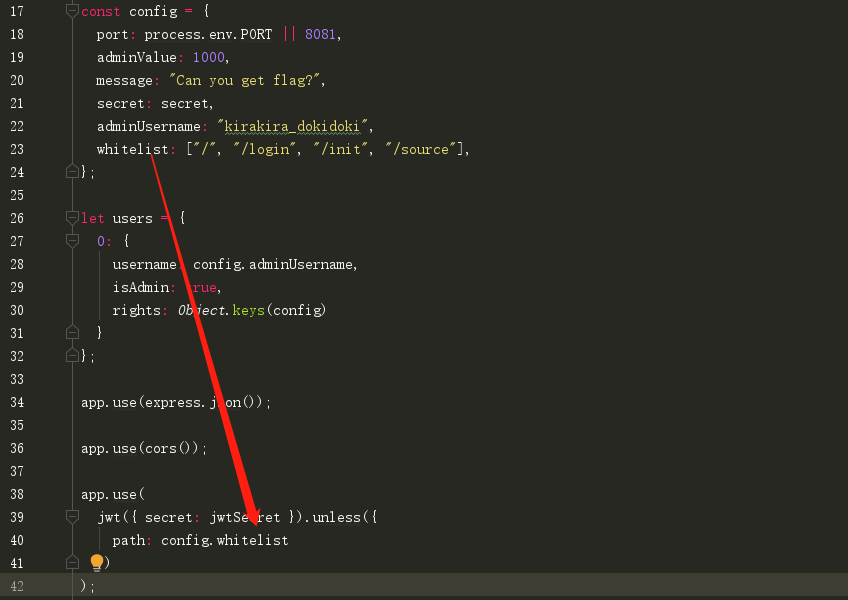 17 const config = {
18 port: process.env.PORT || 8081,
19 adminValue: 1000,
20 message: "Can you get flag?",
21 secret: secret,
22 adminUsername: "kirakira_dokidoki",
23 whitelist: ["/", "/login", "/init", "/source"],
24 };
25
26 let users = {
27 0: {
28 username: config.adminUsername,
29 isAdmin: true,
30 rights: Object.keys(config)
31 }
32 };
33
34 app.use(express.json());
35
36 app.use(cors());
37
38 app.use(
39 jwt({ secret: jwtSecret }).unless({
40 path: config.whitelist
41 })
42 );